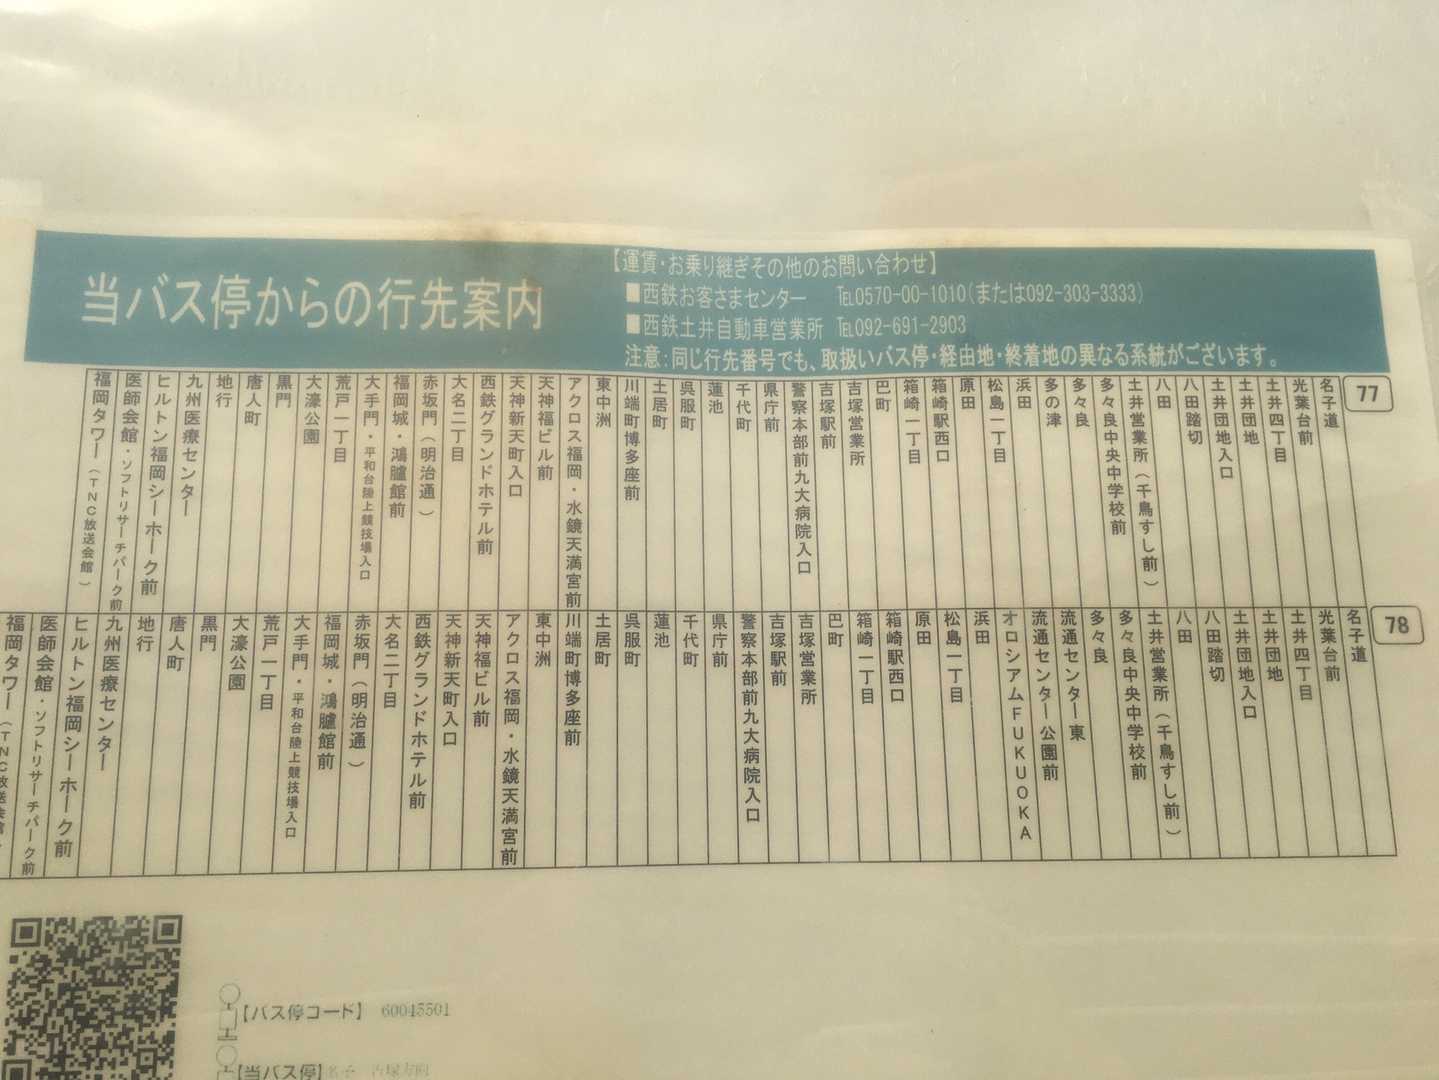 当バス停からの行先案内
【運賃・お乗り継ぎその他のお問い合わせ】
■西鉄お客さまセンター ℡0570-00-1010(または092-303-3333)
■西鉄土井自動車営業所 ℡092-691-2903
注意：同じ行先番号でも、取扱いバス停・経由地・終着地の異なる系統がございます。
77
名子道
光葉台前
土井四丁目
土井団地
土井団地入口
八田踏切
八田
土井営業所（千鳥すし前）
多々良中央中学校前
多々良
多の津
浜田
松島一丁目
原田
箱崎駅西口
箱崎一丁目
巴町
吉塚営業所
吉塚駅前
警察本部前九大病院入口
県庁前
千代町
蓮池
呉服町
土居町
川端町博多座前
東中洲
アクロス福岡・水鏡天満宮前
天神福ビル前
天神新天町入口
西鉄グランドホテル前
大名二丁目
赤坂門（明治通）
福岡城・鴻臚館前
大手門・平和台陸上競技場入口
荒戸一丁目
大濠公園
黒門
唐人町
地行
九州医療センター
ヒルトン福岡シーホーク前
医師会館・ソフトリサーチパーク前
福岡タワー（TNC放送会館）
78
名子道
光葉台前
土井四丁目
土井団地
土井団地入口
八田踏切
八田
土井営業所（千鳥すし前）
多々良中央中学校前
多々良
流通センター東
流通センター公園前
オロシアムFUKUOKA
浜田
松島一丁目
原田
箱崎駅西口
箱崎一丁目
巴町
吉塚営業所
吉塚駅前
警察本部前九大病院入口
県庁前
千代町
蓮池
呉服町
土居町
川端町博多座前
東中洲
アクロス福岡・水鏡天満宮前
天神福ビル前
天神新天町入口
西鉄グランドホテル前
大名二丁目
赤坂門（明治通）
福岡城・鴻臚館前
大手門・平和台陸上競技場入口
荒戸一丁目
大濠公園
黒門
唐人町
地行
九州医療センター
ヒルトン福岡シーホーク前
医師会館・ソフトリサーチパーク前
福岡タワー（TNC放送会館
【バス停コード】 60045501
【当バス停】名子 吉塚方面